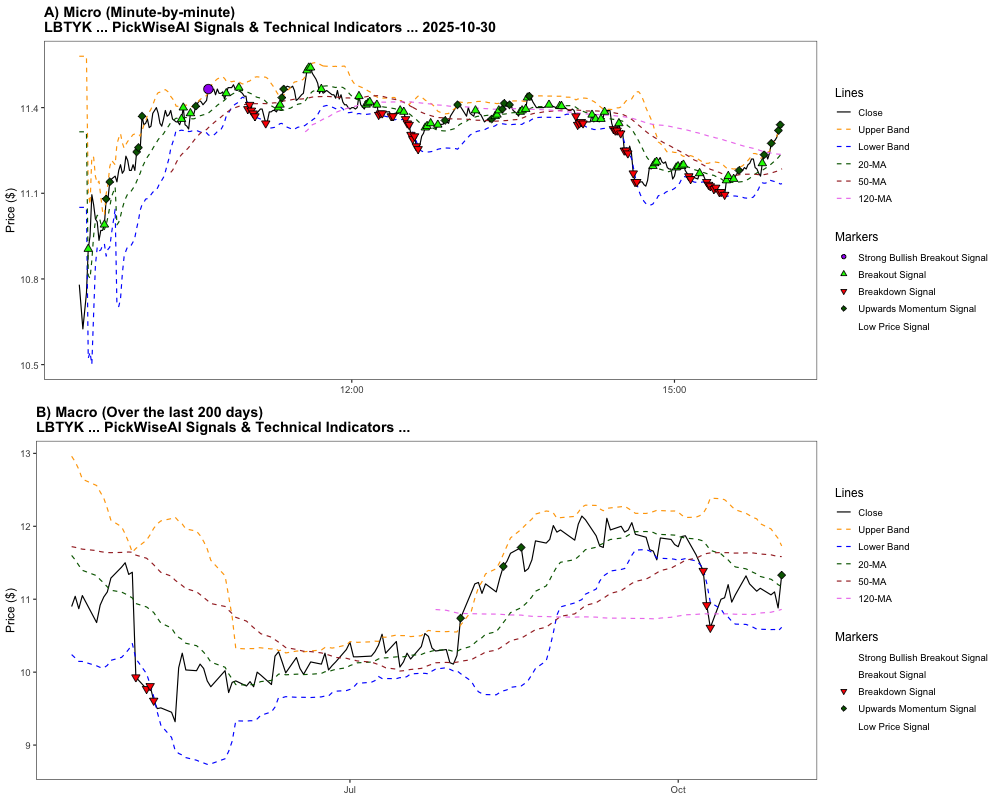 A) Micro (Minute-by-minute)
LBTYK ... PickWiseAI Signals & Technical Indicators ... 2025-10-30
Price ($)
11.4
11.1
10.8
10.5
12:00
15:00
Lines
Close
Upper Band
Lower Band
20-MA
50-MA
120-MA
Markers
Strong Bullish Breakout Signal
Breakout Signal
Breakdown Signal
Upwards Momentum Signal
Low Price Signal
B) Macro (Over the last 200 days)
LBTYK ... PickWiseAI Signals & Technical Indicators ...
Price ($)
13
12
11
10
9
Jul
Oct
Lines
Close
Upper Band
Lower Band
20-MA
50-MA
120-MA
Markers
Strong Bullish Breakout Signal
Breakout Signal
Breakdown Signal
Upwards Momentum Signal
Low Price Signal